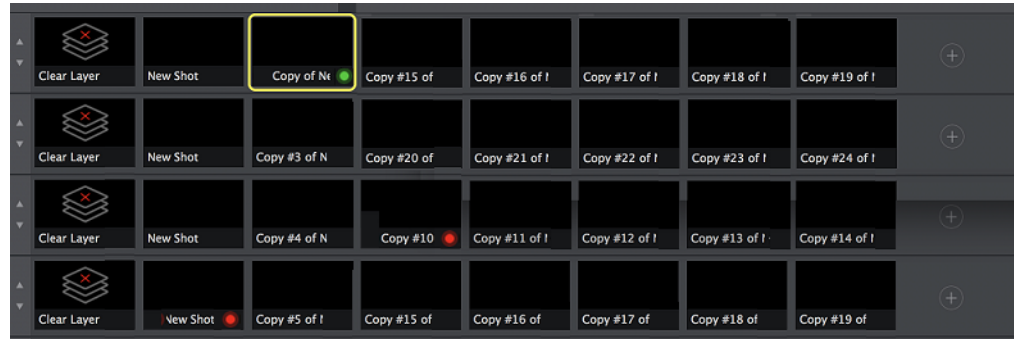 Clear Layer New Shot Copy of Ne Copy #15 of Copy #16 of Copy #17 of Copy #18 of Copy #19 of
Clear Layer New Shot Copy #3 of N Copy #20 of Copy #21 of Copy #22 of Copy #23 of Copy #24 of
Clear Layer New Shot Copy #4 of N Copy #10 Copy #11 of Copy #12 of Copy #13 of Copy #14 of
Clear Layer New Shot Copy #5 of Copy #15 of Copy #16 of Copy #17 of Copy #18 of Copy #19 of